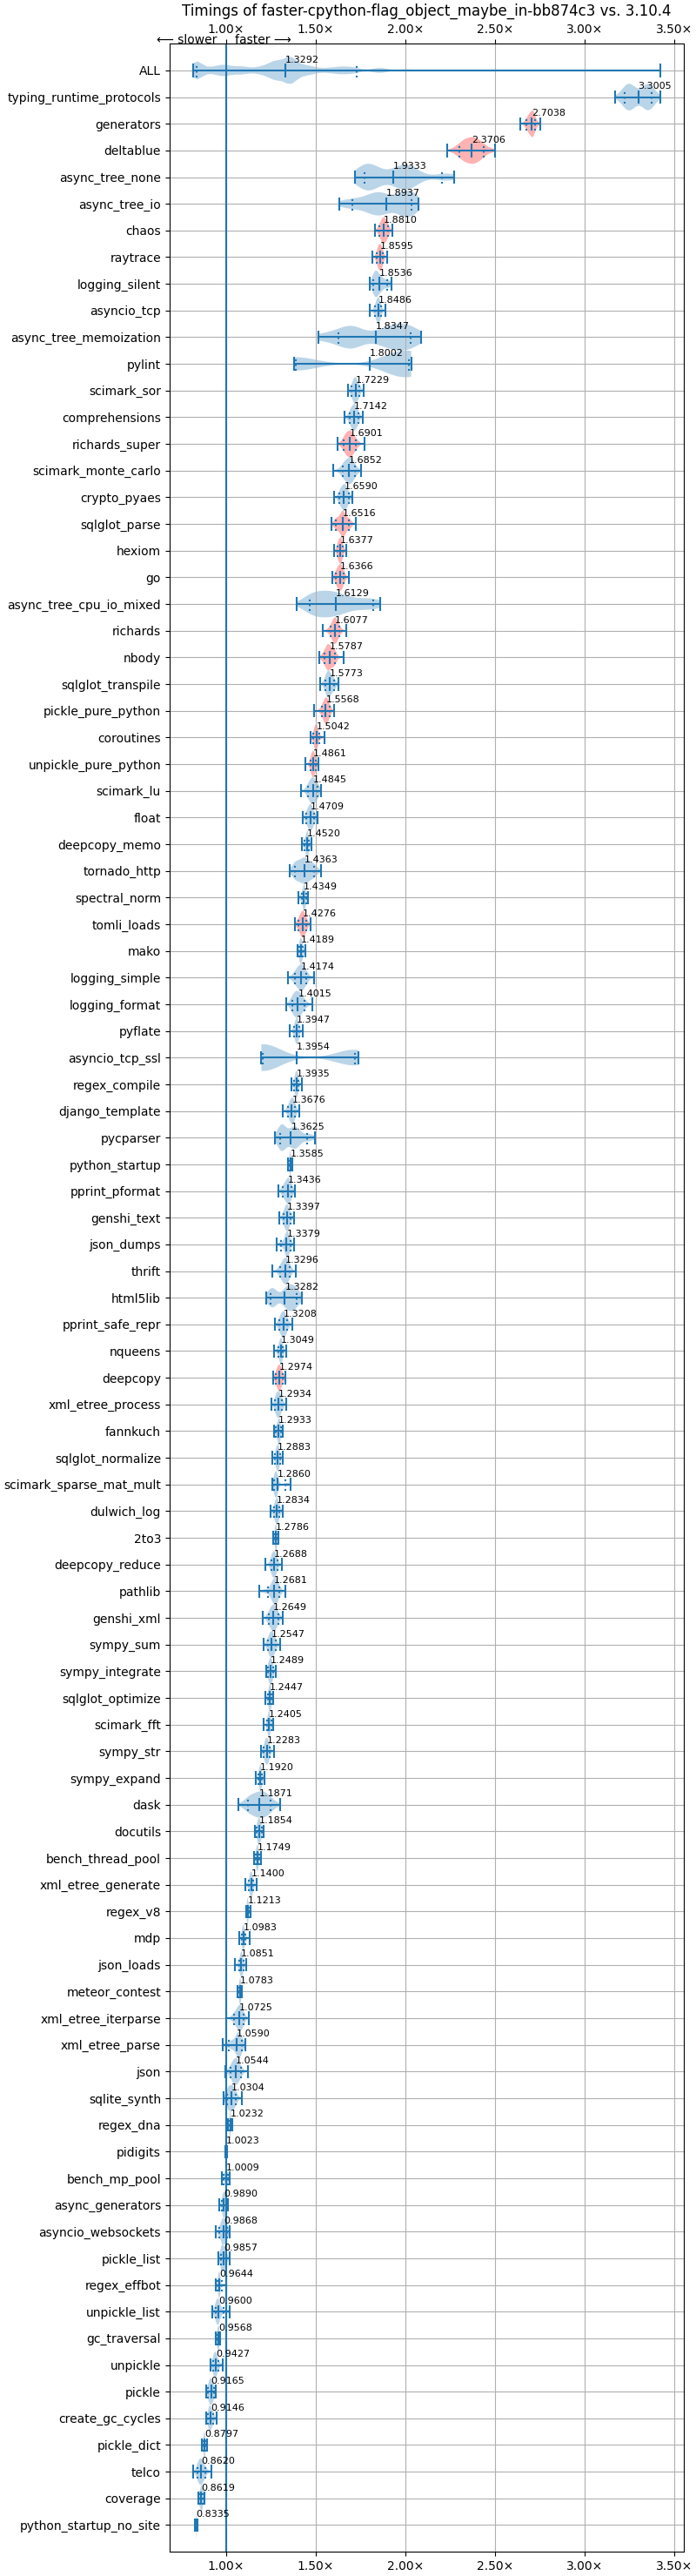 Timings of faster-cpython-flag_object_maybe_in-bb874c3 vs. 3.10.4
1.00× 1.50× 2.00× 2.50× 3.00× 3.50×
⟵ slower faster ⟶
ALL 1.3292
typing_runtime_protocols 3.3005
generators 2.7038
deltablue 2.3706
async_tree_none 1.9333
async_tree_io 1.8937
chaos 1.8810
raytrace 1.8595
logging_silent 1.8536
asyncio_tcp 1.8486
async_tree_memoization 1.8347
pylint 1.8002
scimark_sor 1.7229
comprehensions 1.7142
richards_super 1.6901
scimark_monte_carlo 1.6852
crypto_pyaes 1.6590
sqlglot_parse 1.6516
hexiom 1.6377
go 1.6366
async_tree_cpu_io_mixed 1.6129
richards 1.6077
nbody 1.5787
sqlglot_transpile 1.5773
pickle_pure_python 1.5568
coroutines 1.5042
unpickle_pure_python 1.4861
scimark_lu 1.4845
float 1.4709
deepcopy_memo 1.4520
tornado_http 1.4363
spectral_norm 1.4349
tomli_loads 1.4276
mako 1.4189
logging_simple 1.4174
logging_format 1.4015
pyflate 1.3947
asyncio_tcp_ssl 1.3954
regex_compile 1.3935
django_template 1.3676
pycparser 1.3625
python_startup 1.3585
pprint_pformat 1.3436
genshi_text 1.3397
json_dumps 1.3379
thrift 1.3296
html5lib 1.3282
pprint_safe_repr 1.3208
nqueens 1.3049
deepcopy 1.2974
xml_etree_process 1.2934
fannkuch 1.2933
sqlglot_normalize 1.2883
scimark_sparse_mat_mult 1.2860
dulwich_log 1.2834
2to3 1.2786
deepcopy_reduce 1.2688
pathlib 1.2681
genshi_xml 1.2649
sympy_sum 1.2547
sympy_integrate 1.2489
sqlglot_optimize 1.2447
scimark_fft 1.2405
sympy_str 1.2283
sympy_expand 1.1920
dask 1.1871
docutils 1.1854
bench_thread_pool 1.1749
xml_etree_generate 1.1400
regex_v8 1.1213
mdp 1.0983
json_loads 1.0851
meteor_contest 1.0783
xml_etree_iterparse 1.0725
xml_etree_parse 1.0590
json 1.0544
sqlite_synth 1.0304
regex_dna 1.0232
pidigits 1.0023
bench_mp_pool 1.0009
async_generators 0.9890
asyncio_websockets 0.9868
pickle_list 0.9857
regex_effbot 0.9644
unpickle_list 0.9600
gc_traversal 0.9568
unpickle 0.9427
pickle 0.9165
create_gc_cycles 0.9146
pickle_dict 0.8797
telco 0.8620
coverage 0.8619
python_startup_no_site 0.8335
1.00× 1.50× 2.00× 2.50× 3.00× 3.50×